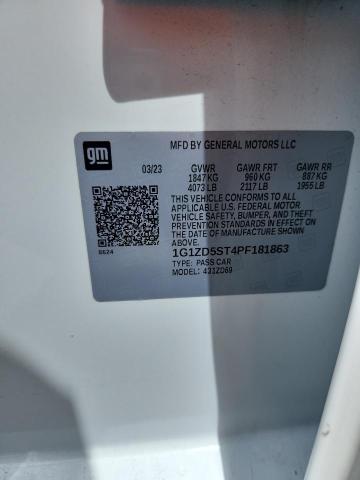 gm
MFD BY GENERAL MOTORS LLC
03/23 GVWR GAWR FRT GAWR RR
1847 KG 960 KG 887 KG
4073 LB 2117 LB 1955 LB
THIS VEHICLE CONFORMS TO ALL
APPLICABLE U.S. FEDERAL MOTOR
VEHICLE SAFETY, BUMPER, AND THEFT
PREVENTION STANDARDS IN EFFECT ON
THE DATE OF MANUFACTURE SHOWN
ABOVE.
8624
1G1ZD5ST4PF181863
TYPE: PASS CAR
MODEL: 431ZD69